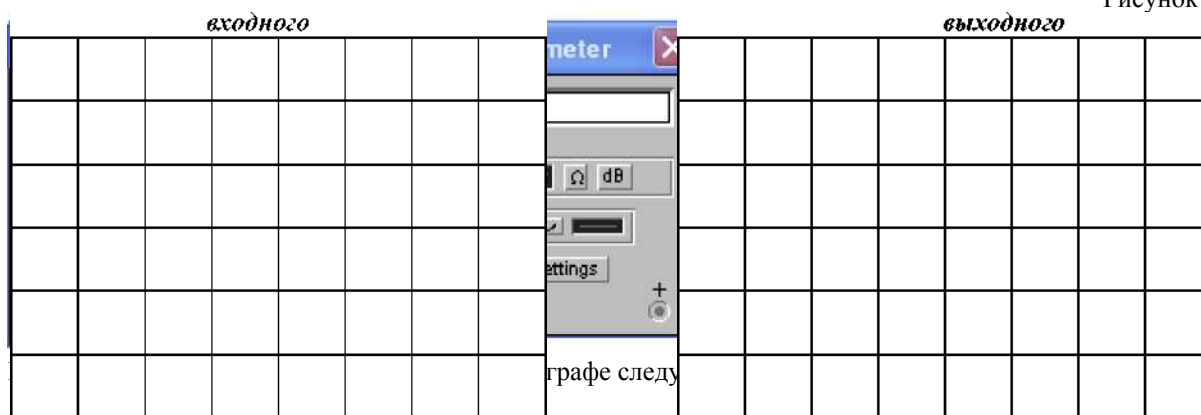 Рисунок
входного
выходного
meter
Ω dB
ettings
+
графе следу